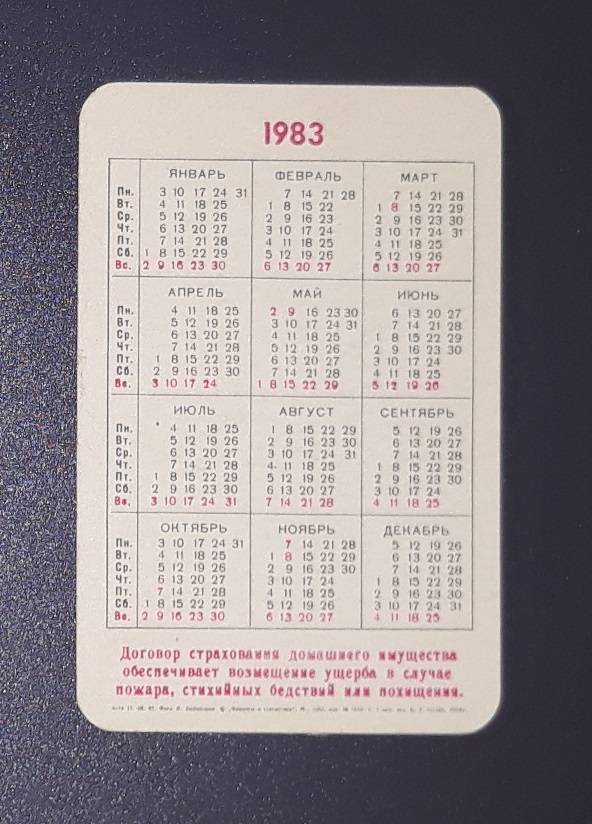 1983
ЯНВАРЬ ФЕВРАЛЬ МАРТ
Пн. 3 10 17 24 31 7 14 21 28 7 14 21 28
Вт. 4 11 18 25 1 8 15 22 1 8 15 22 29
Ср. 5 12 19 26 2 9 16 23 2 9 16 23 30
Чт. 6 13 20 27 3 10 17 24 3 10 17 24 31
Пт. 7 14 21 28 4 11 18 25 4 11 18 25
Сб. 1 8 15 22 29 5 12 19 26 5 12 19 26
Вс. 2 9 16 23 30 6 13 20 27 6 13 20 27
АПРЕЛЬ МАЙ ИЮНЬ
Пн. 4 11 18 25 2 9 16 23 30 6 13 20 27
Вт. 5 12 19 26 3 10 17 24 31 7 14 21 28
Ср. 6 13 20 27 4 11 18 25 1 8 15 22 29
Чт. 7 14 21 28 5 12 19 26 2 9 16 23 30
Пт. 1 8 15 22 29 6 13 20 27 3 10 17 24
Сб. 2 9 16 23 30 7 14 21 28 4 11 18 25
Вс. 3 10 17 24 1 8 15 22 29 5 12 19 26
ИЮЛЬ АВГУСТ СЕНТЯБРЬ
Пн. 4 11 18 25 1 8 15 22 29 5 12 19 26
Вт. 5 12 19 26 2 9 16 23 30 6 13 20 27
Ср. 6 13 20 27 3 10 17 24 31 7 14 21 28
Чт. 7 14 21 28 4 11 18 25 1 8 15 22 29
Пт. 1 8 15 22 29 5 12 19 26 2 9 16 23 30
Сб. 2 9 16 23 30 6 13 20 27 3 10 17 24
Вс. 3 10 17 24 31 7 14 21 28 4 11 18 25
ОКТЯБРЬ НОЯБРЬ ДЕКАБРЬ
Пн. 3 10 17 24 31 7 14 21 28 5 12 19 26
Вт. 4 11 18 25 1 8 15 22 29 6 13 20 27
Ср. 5 12 19 26 2 9 16 23 30 7 14 21 28
Чт. 6 13 20 27 3 10 17 24 1 8 15 22 29
Пт. 7 14 21 28 4 11 18 25 2 9 16 23 30
Сб. 1 8 15 22 29 5 12 19 26 3 10 17 24 31
Вс. 2 9 16 23 30 6 13 20 27 4 11 18 25
Договор страхования домашнего имущества
обеспечивает возмещение ущерба в случае
пожара, стихийных бедствий или похищения.